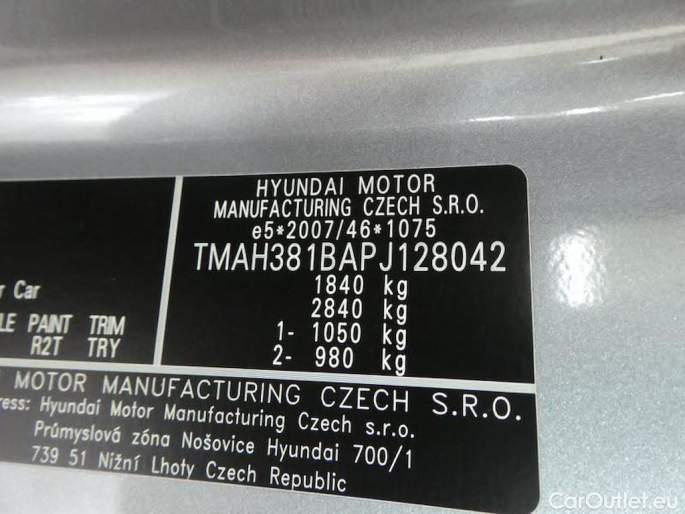 HYUNDAI MOTOR
MANUFACTURING CZECH S.R.O.
e5*2007/46*1075
TMAH381BAPJ128042
1840 kg
2840 kg
1- 1050 kg
2- 980 kg
Car
PAINT TRIM
R2T TRY
MOTOR MANUFACTURING CZECH S.R.O.
ress: Hyundai Motor Manufacturing Czech s.r.o.
Průmyslová zóna Nošovice Hyundai 700/1
739 51 Nižní Lhoty Czech Republic
CarOutlet.eu